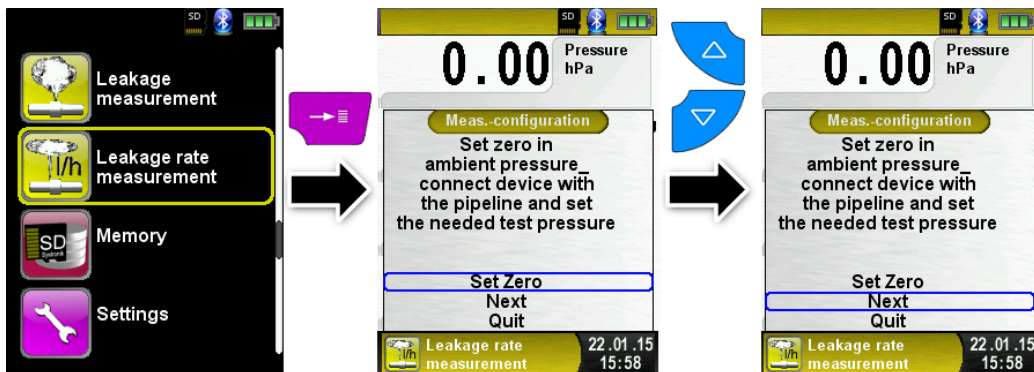 SD
Leakage
measurement
l/h
Leakage rate
measurement
SD
Systronik
Memory
Settings
SD
0.00
Pressure
hPa
Meas.-configuration
Set zero in
ambient pressure_
connect device with
the pipeline and set
the needed test pressure
Set Zero
Next
Quit
l/h
Leakage rate
measurement
22.01.15
15:58
SD
0.00
Pressure
hPa
Meas.-configuration
Set zero in
ambient pressure_
connect device with
the pipeline and set
the needed test pressure
Set Zero
Next
Quit
l/h
Leakage rate
measurement
22.01.15
15:58